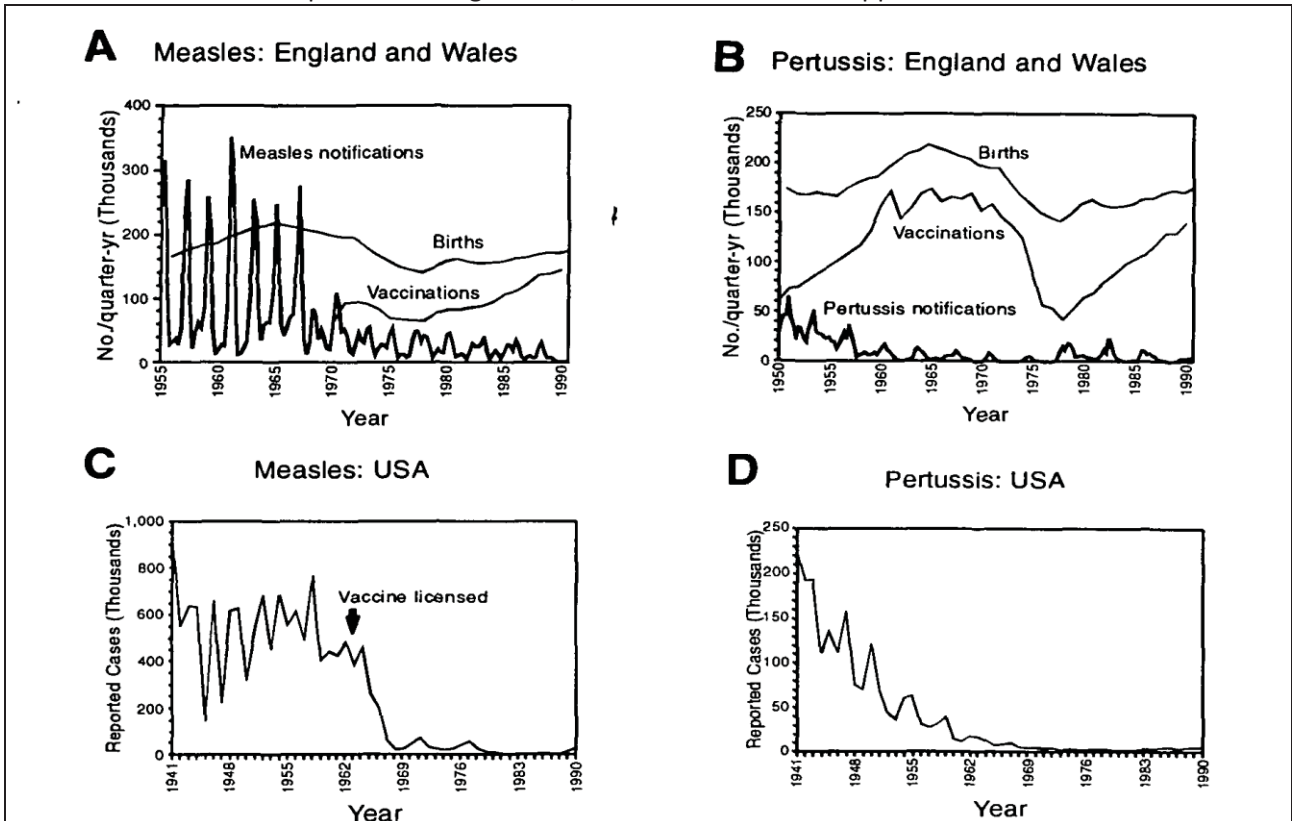 A Measles: England and Wales
No./quarter-yr (Thousands)
400
300
200
100
0
Measles notifications
Births
Vaccinations
1955
1960
1965
1970
1975
1980
1985
1990
Year
B Pertussis: England and Wales
No./quarter-yr (Thousands)
250
200
150
100
50
0
Births
Vaccinations
Pertussis notifications
1950
1955
1960
1965
1970
1975
1980
1985
1990
Year
C Measles: USA
Reported Cases (Thousands)
1,000
800
600
400
200
0
Vaccine licensed
1941
1948
1955
1962
1969
1976
1983
1990
Year
D Pertussis: USA
Reported Cases (Thousands)
250
200
150
100
50
0
1941
1948
1955
1962
1969
1976
1983
1990
Year